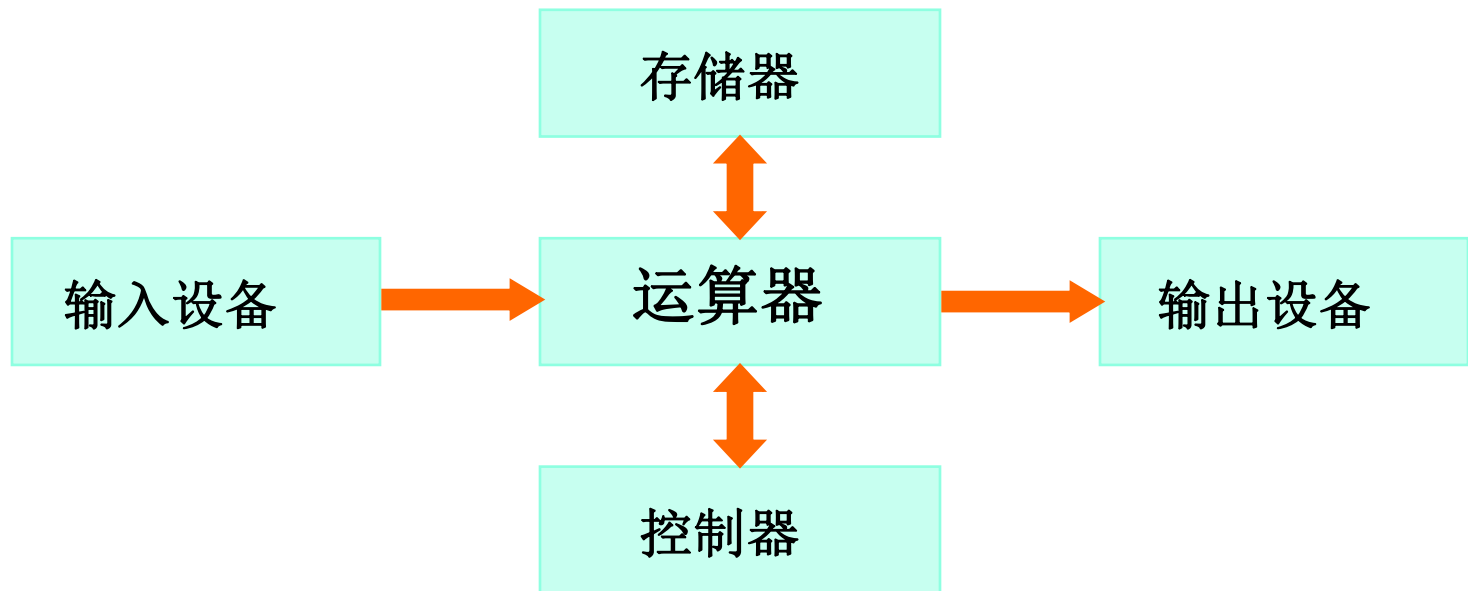 存储器
输入设备
运算器
输出设备
控制器